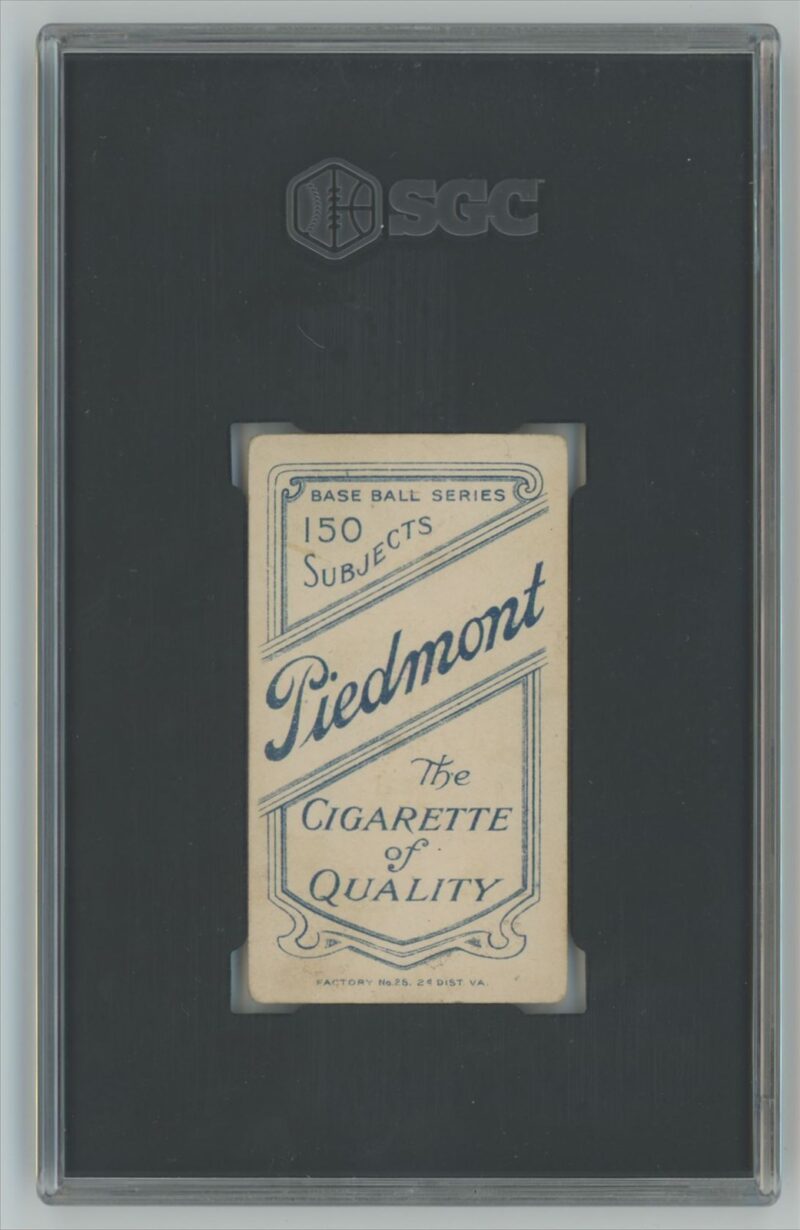 SGC
BASE BALL SERIES
150
SUBJECTS
Piedmont
The
CIGARETTE
of
QUALITY
FACTORY No. 25. 2d DIST. VA.